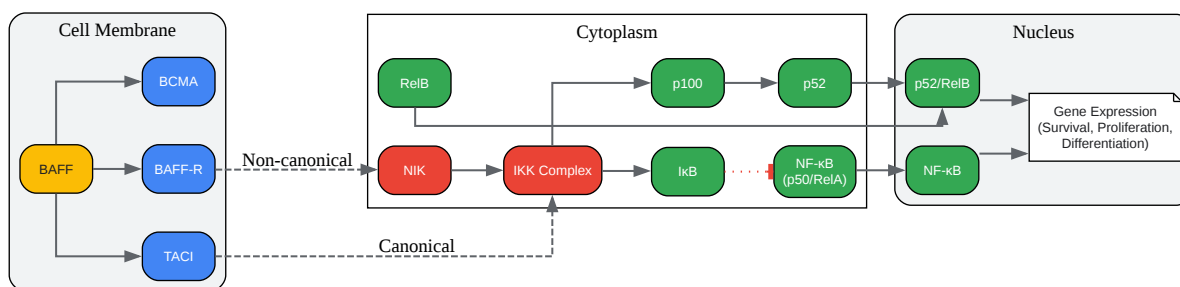 Cell Membrane
BCMA
BAFF
BAFF-R
TACI
Non-canonical
Canonical
Cytoplasm
RelB
p100
p52
NIK
IKK Complex
IκB
NF-κB
(p50/RelA)
Nucleus
p52/RelB
NF-κB
Gene Expression
(Survival, Proliferation,
Differentiation)